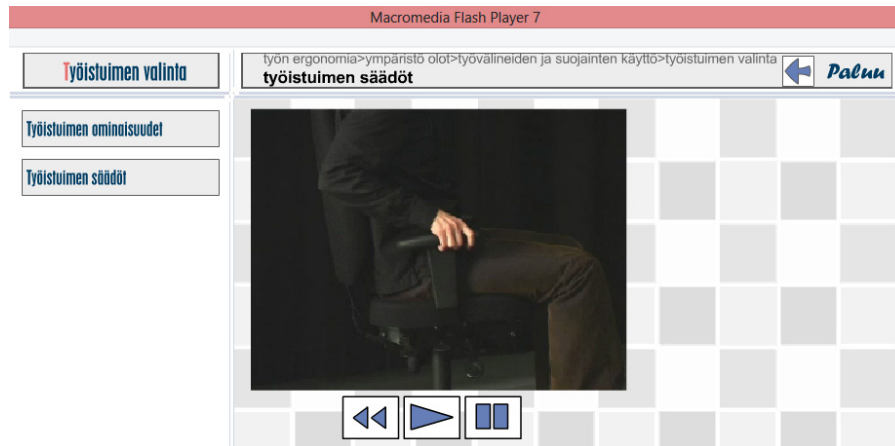 Macromedia Flash Player 7
Työistuimen valinta
työn ergonomia>ympäristö olot>työvälineiden ja suojainten käyttö>työistuimen valinta
työistuimen säädöt
Paluu
Työistuimen ominaisuudet
Työistuimen säädöt